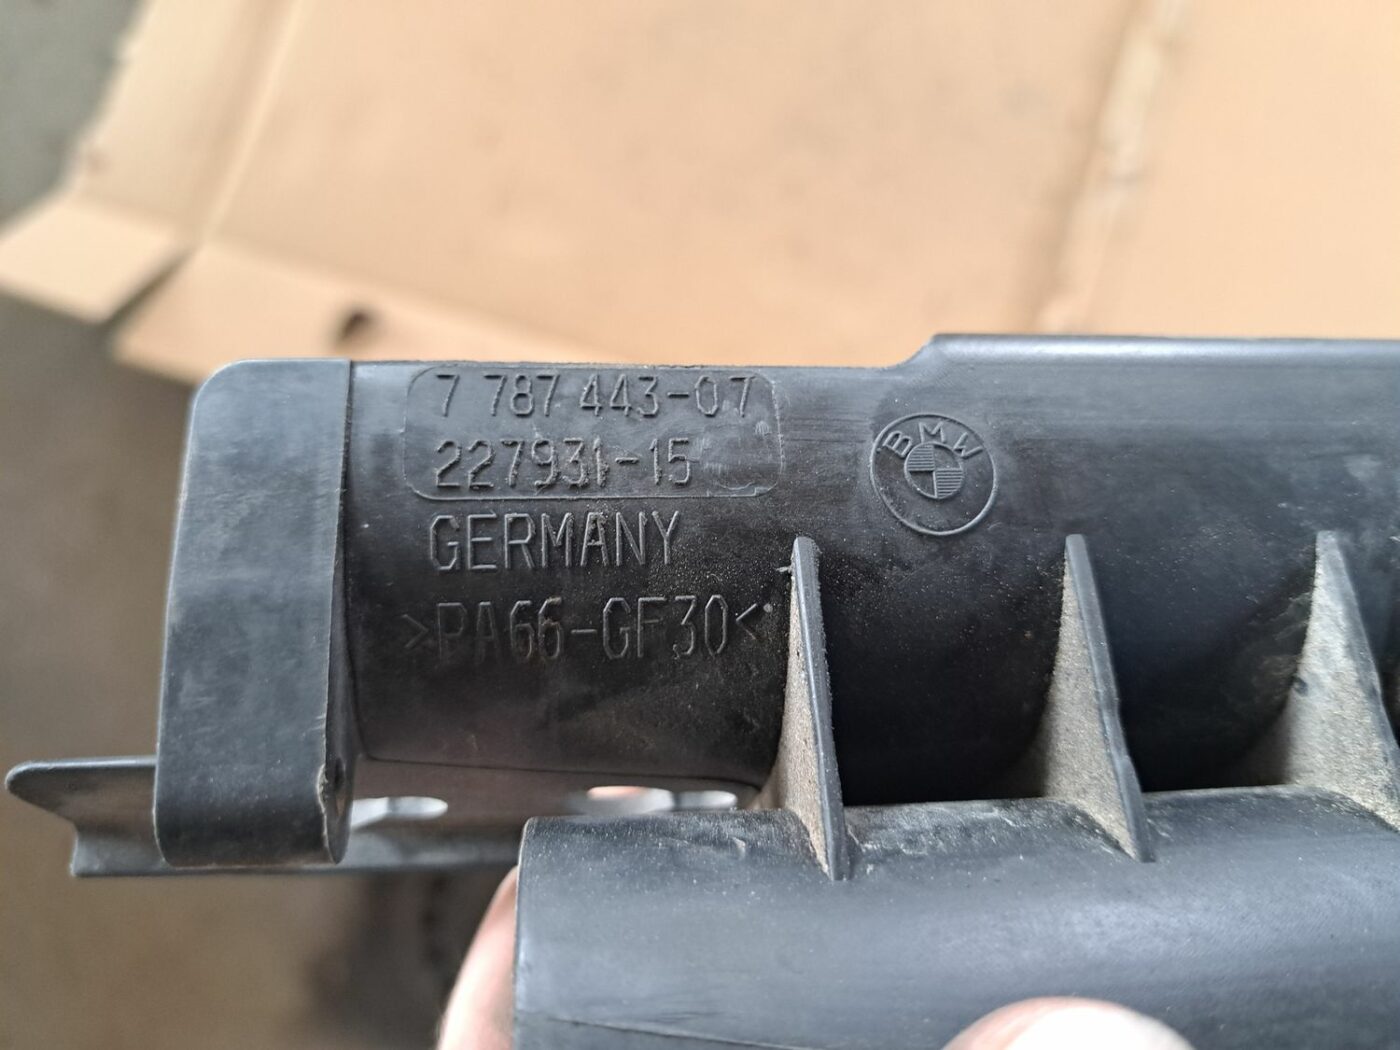 7 787 443-07
227931-15
BMW
GERMANY
>PA66-GF30<